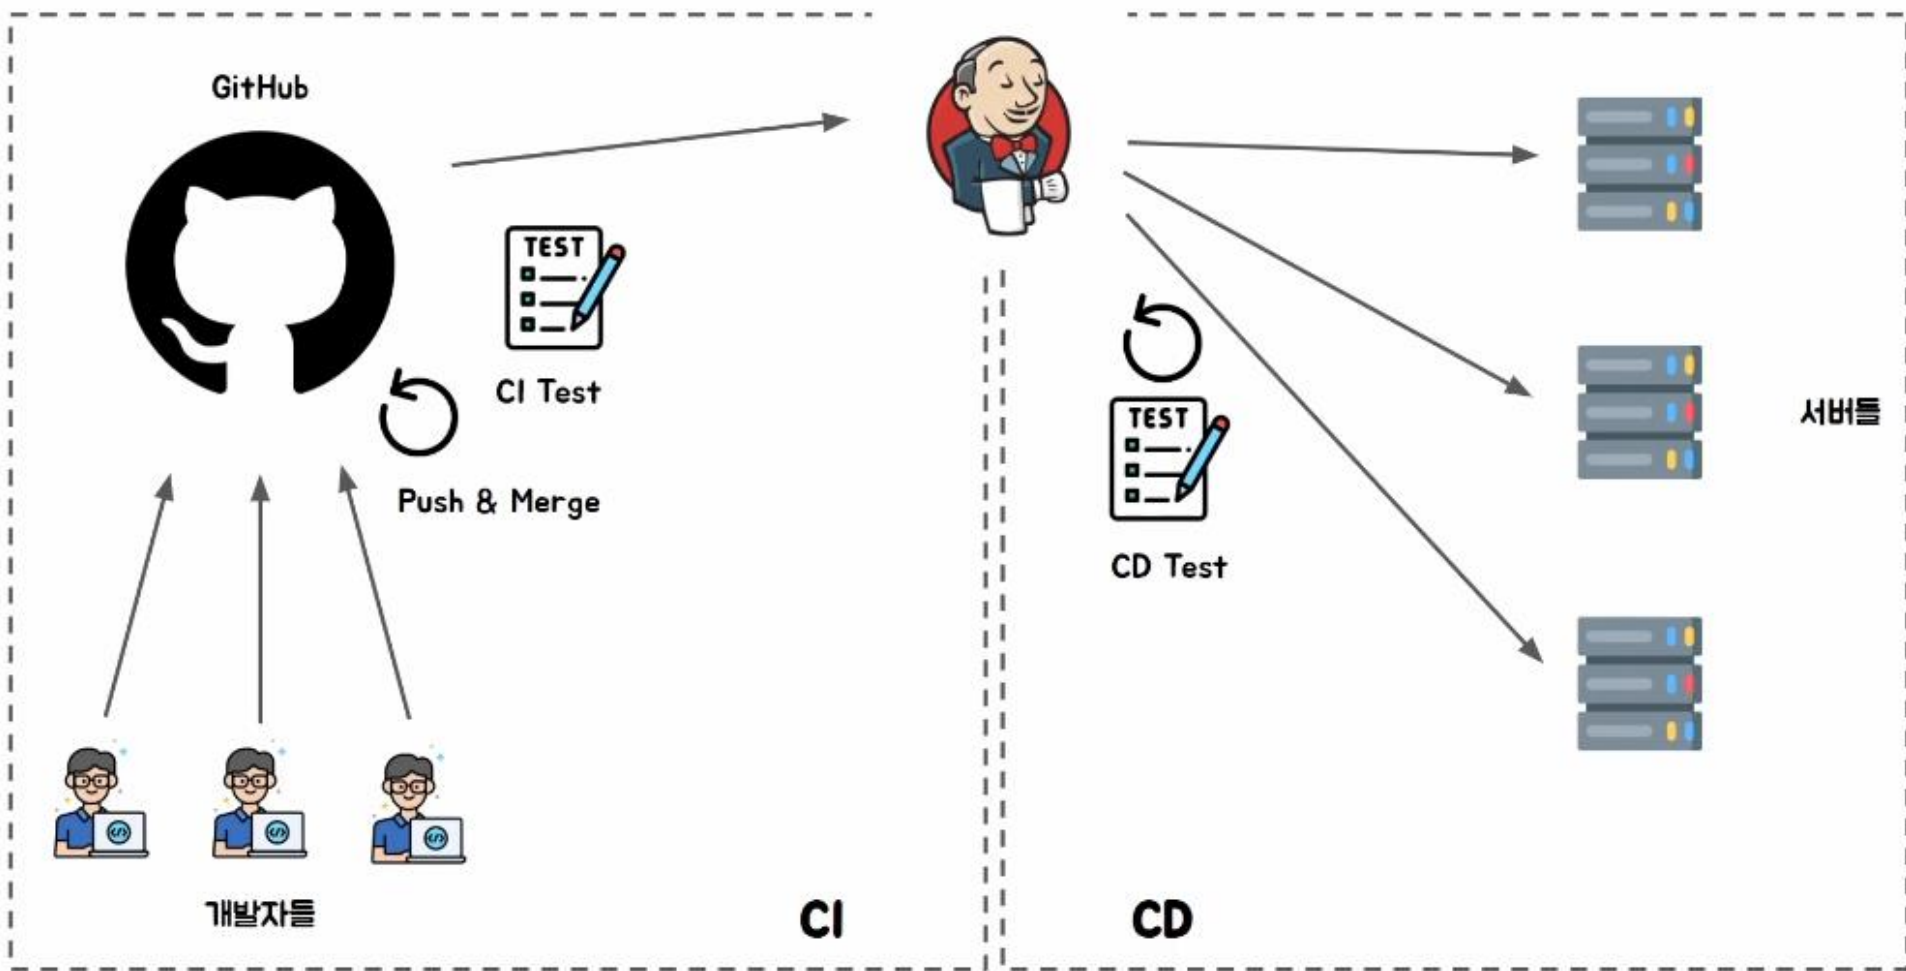 GitHub
TEST
CI Test
Push & Merge
개발자들
CI
TEST
CD Test
서버들
CD